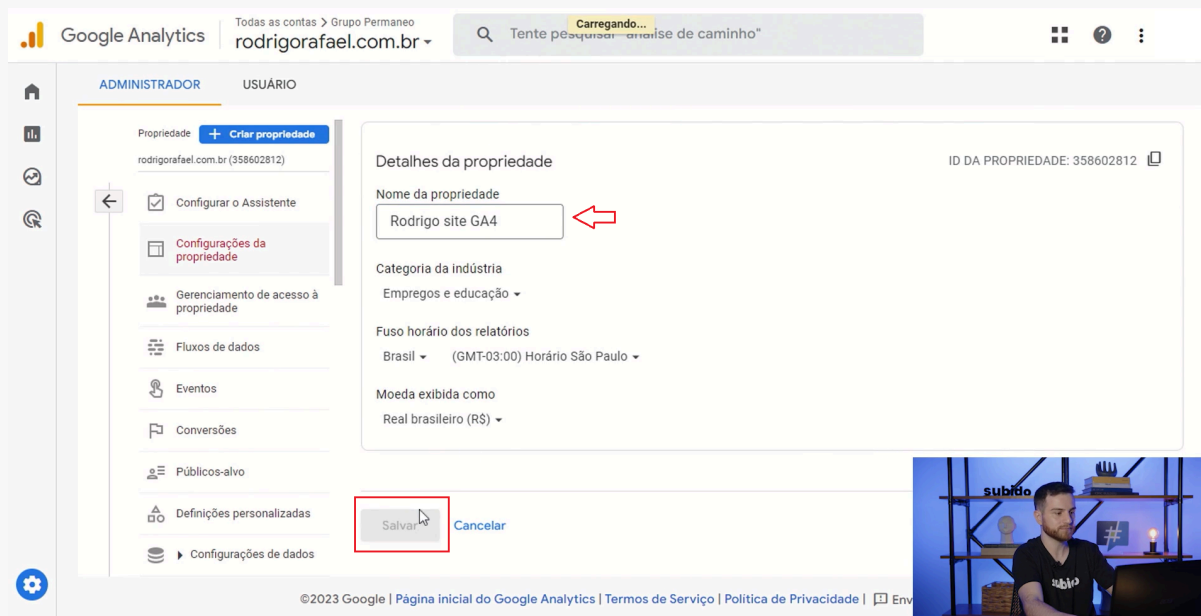 Todas as contas > Grupo Permaneo
Google Analytics
rodrigorafael.com.br
Carregando...
Tente pesquisar "análise de caminho"
ADMINISTRADOR
USUÁRIO
Propriedade
+ Criar propriedade
rodrigorafael.com.br (358602812)
Configurar o Assistente
Configurações da
propriedade
Gerenciamento de acesso à
propriedade
Fluxos de dados
Eventos
Conversões
Públicos-alvo
Definições personalizadas
Configurações de dados
Detalhes da propriedade
ID DA PROPRIEDADE: 358602812
Nome da propriedade
Rodrigo site GA4
Categoria da indústria
Empregos e educação
Fuso horário dos relatórios
Brasil
(GMT-03:00) Horário São Paulo
Moeda exibida como
Real brasileiro (R$)
Salvar
Cancelar
subido
#
subido
©2023 Google | Página inicial do Google Analytics | Termos de Serviço | Política de Privacidade | Env